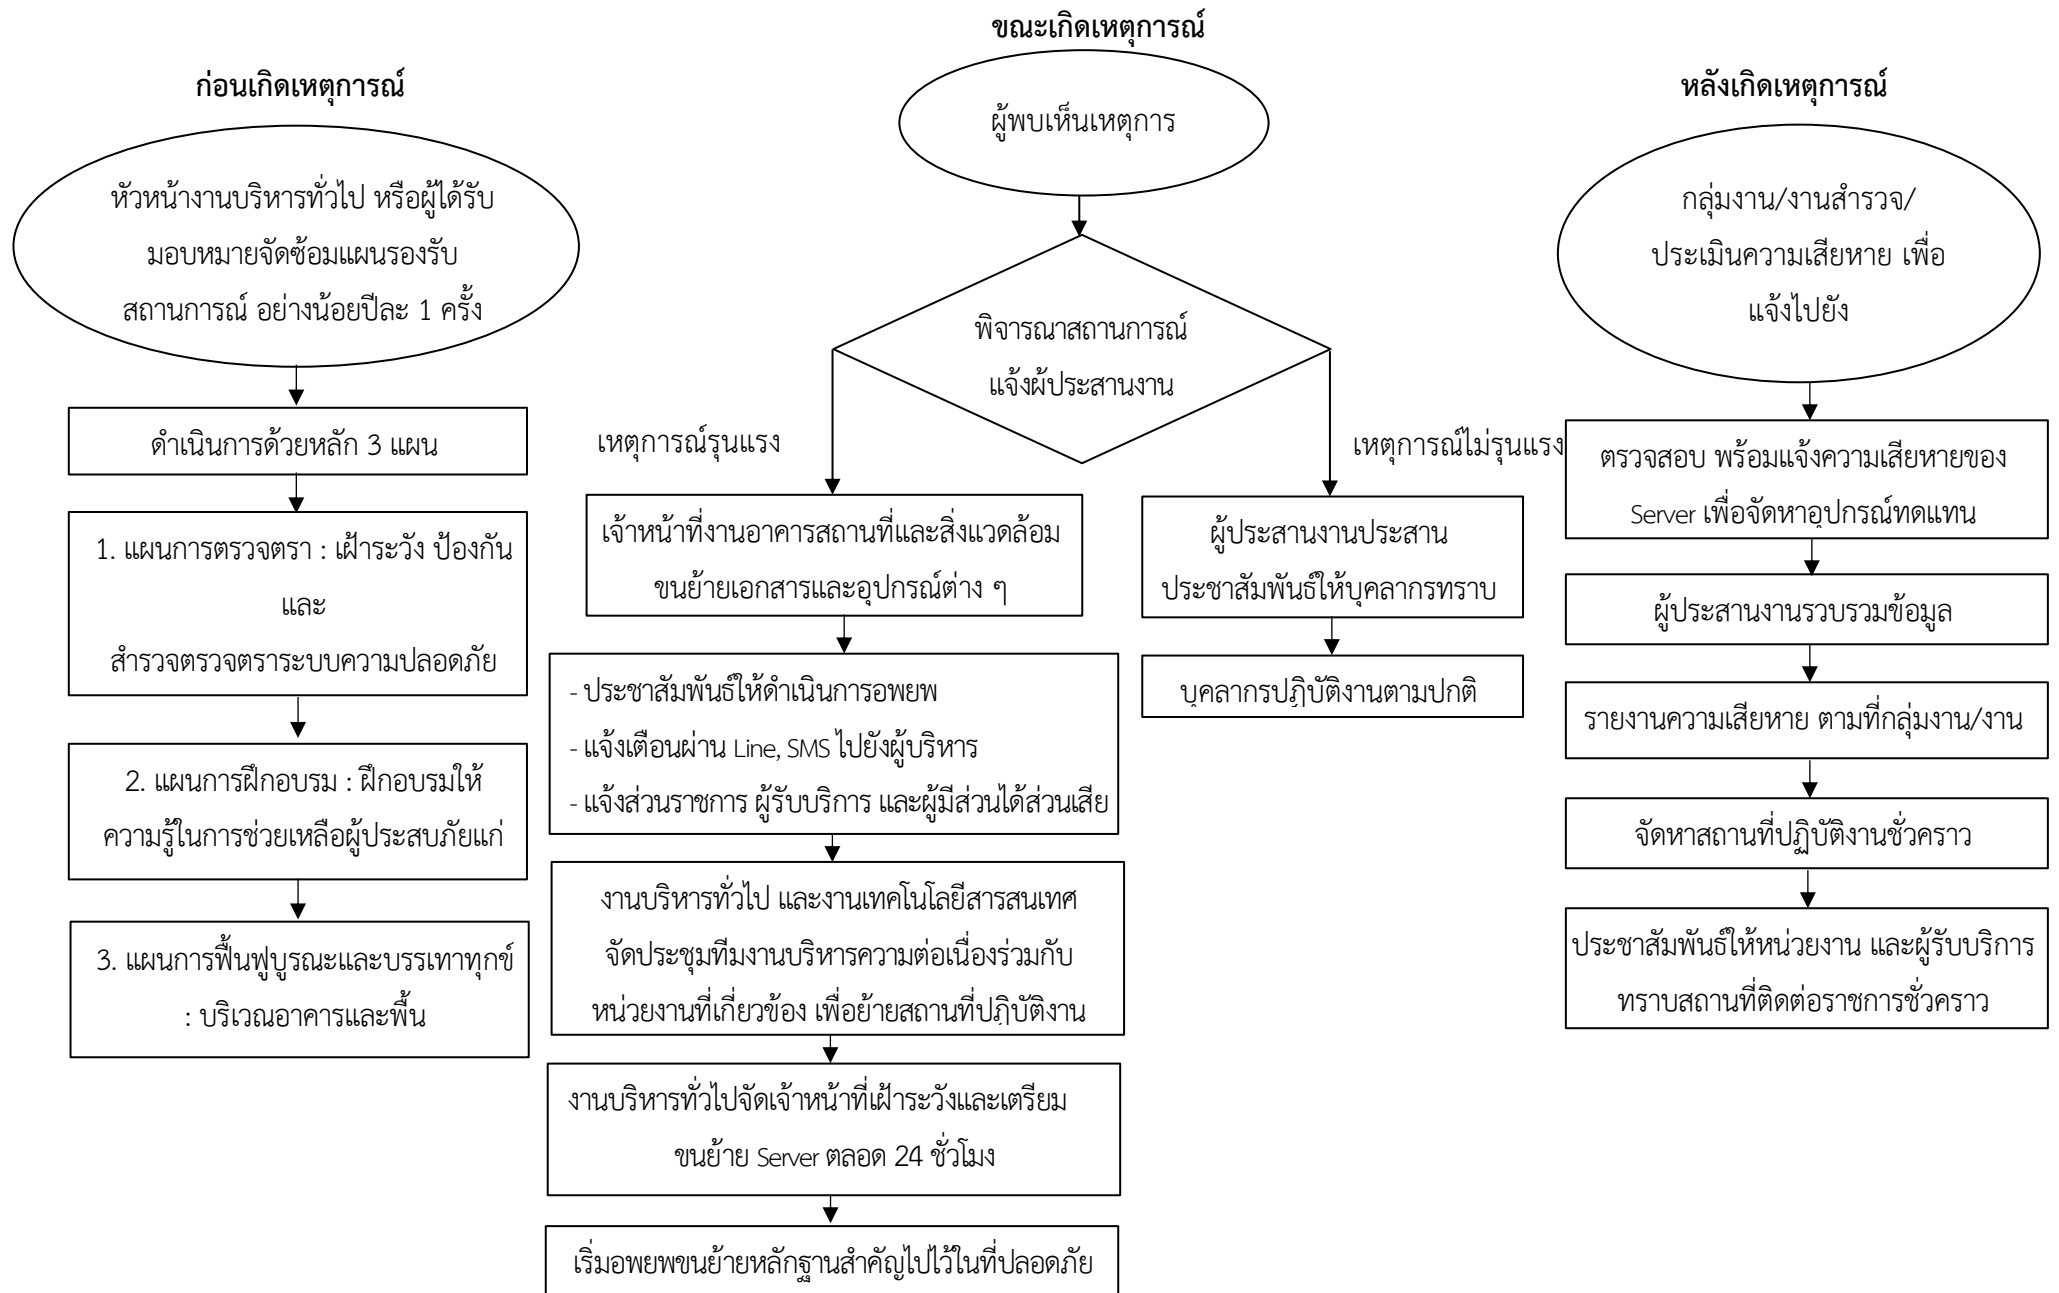 ก่อนเกิดเหตุการณ์
หัวหน้างานบริหารทั่วไป หรือผู้ได้รับ
มอบหมายจัดซ้อมแผนรองรับ
สถานการณ์ อย่างน้อยปีละ 1 ครั้ง
ดำเนินการด้วยหลัก 3 แผน
1. แผนการตรวจตรา : เฝ้าระวัง ป้องกัน
และ
สำรวจตรวจตราระบบความปลอดภัย
2. แผนการฝึกอบรม : ฝึกอบรมให้
ความรู้ในการช่วยเหลือผู้ประสบภัยแก่
3. แผนการฟื้นฟูบูรณะและบรรเทาทุกข์
: บริเวณอาคารและพื้น
ขณะเกิดเหตุการณ์
ผู้พบเห็นเหตุการ
พิจารณาสถานการณ์
แจ้งผู้ประสานงาน
เหตุการณ์รุนแรง
เจ้าหน้าที่งานอาคารสถานที่และสิ่งแวดล้อม
ขนย้ายเอกสารและอุปกรณ์ต่าง ๆ
- ประชาสัมพันธ์ให้ดำเนินการอพยพ
- แจ้งเตือนผ่าน Line, SMS ไปยังผู้บริหาร
- แจ้งส่วนราชการ ผู้รับบริการ และผู้มีส่วนได้ส่วนเสีย
งานบริหารทั่วไป และงานเทคโนโลยีสารสนเทศ
จัดประชุมทีมงานบริหารความต่อเนื่องร่วมกับ
หน่วยงานที่เกี่ยวข้อง เพื่อย้ายสถานที่ปฏิบัติงาน
งานบริหารทั่วไปจัดเจ้าหน้าที่เฝ้าระวังและเตรียม
ขนย้าย Server ตลอด 24 ชั่วโมง
เริ่มอพยพขนย้ายหลักฐานสำคัญไปไว้ในที่ปลอดภัย
เหตุการณ์ไม่รุนแรง
ผู้ประสานงานประสาน
ประชาสัมพันธ์ให้บุคลากรทราบ
บุคลากรปฏิบัติงานตามปกติ
หลังเกิดเหตุการณ์
กลุ่มงาน/งานสำรวจ/
ประเมินความเสียหาย เพื่อ
แจ้งไปยัง
ตรวจสอบ พร้อมแจ้งความเสียหายของ
Server เพื่อจัดหาอุปกรณ์ทดแทน
ผู้ประสานงานรวบรวมข้อมูล
รายงานความเสียหาย ตามที่กลุ่มงาน/งาน
จัดหาสถานที่ปฏิบัติงานชั่วคราว
ประชาสัมพันธ์ให้หน่วยงาน และผู้รับบริการ
ทราบสถานที่ติดต่อราชการชั่วคราว